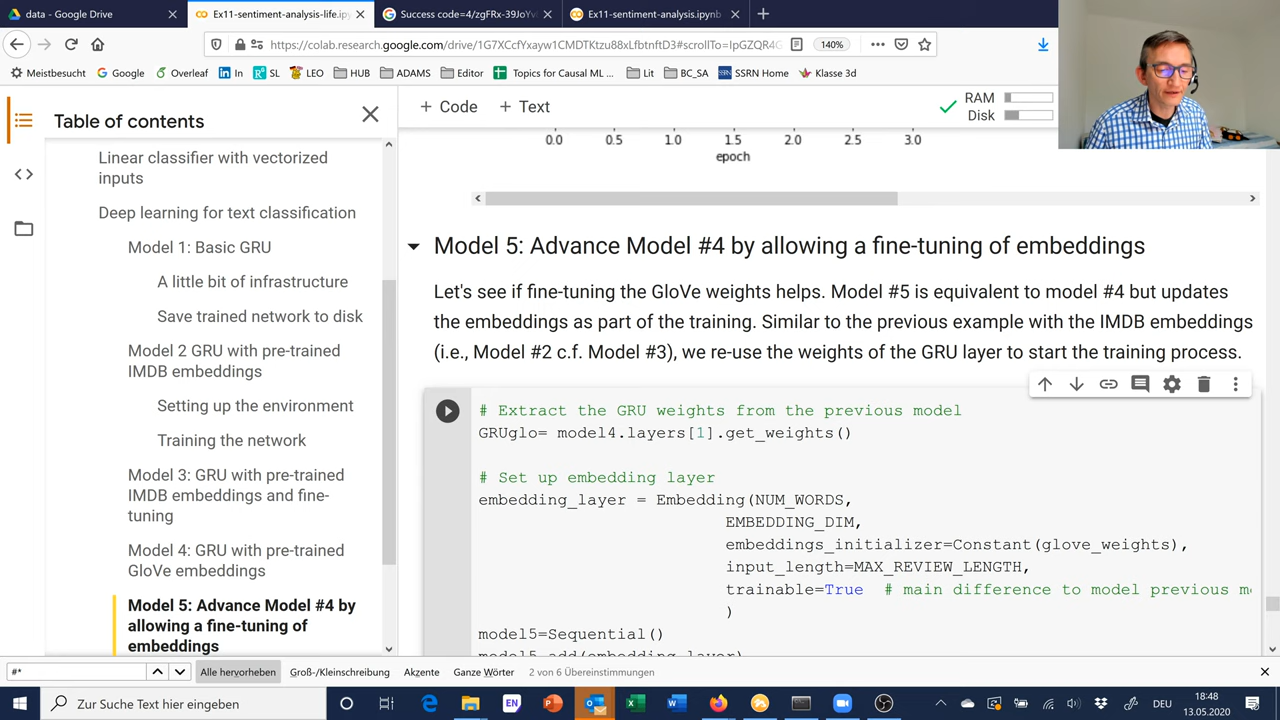 data - Google Drive
Ex11-sentiment-analysis-life.ipy
Success code=4/zgFRx-39JoYv
Ex11-sentiment-analysis.ipynb
https://colab.research.google.com/drive/1G7XCcfYxayw1CMDTKtzu88xLfbtnftD3#scrollTo=IpGZQR4G
140%
Meistbesucht
Google
Overleaf
In
SL
LEO
HUB
ADAMS
Editor
Topics for Causal ML ...
Lit
BC_SA
SSRN Home
Klasse 3d
+ Code
+ Text
RAM
Disk
Table of contents
Linear classifier with vectorized
inputs
Deep learning for text classification
Model 1: Basic GRU
A little bit of infrastructure
Save trained network to disk
Model 2 GRU with pre-trained
IMDB embeddings
Setting up the environment
Training the network
Model 3: GRU with pre-trained
IMDB embeddings and fine-
tuning
Model 4: GRU with pre-trained
GloVe embeddings
Model 5: Advance Model #4 by
allowing a fine-tuning of
embeddings
0.0 0.5 1.0 1.5 2.0 2.5 3.0
epoch
Model 5: Advance Model #4 by allowing a fine-tuning of embeddings
Let's see if fine-tuning the GloVe weights helps. Model #5 is equivalent to model #4 but updates
the embeddings as part of the training. Similar to the previous example with the IMDB embeddings
(i.e., Model #2 c.f. Model #3), we re-use the weights of the GRU layer to start the training process.
# Extract the GRU weights from the previous model
GRUglo= model4.layers[1].get_weights()
# Set up embedding layer
embedding_layer = Embedding(NUM_WORDS,
EMBEDDING_DIM,
embeddings_initializer=Constant(glove_weights),
input_length=MAX_REVIEW_LENGTH,
trainable=True # main difference to model previous m
)
model5=Sequential()
model5.add(embedding_layer)
#*
Alle hervorheben
Groß-/Kleinschreibung
Akzente
Ganze Wörter
2 von 6 Übereinstimmungen
Zur Suche Text hier eingeben
EN
DEU
18:48
13.05.2020